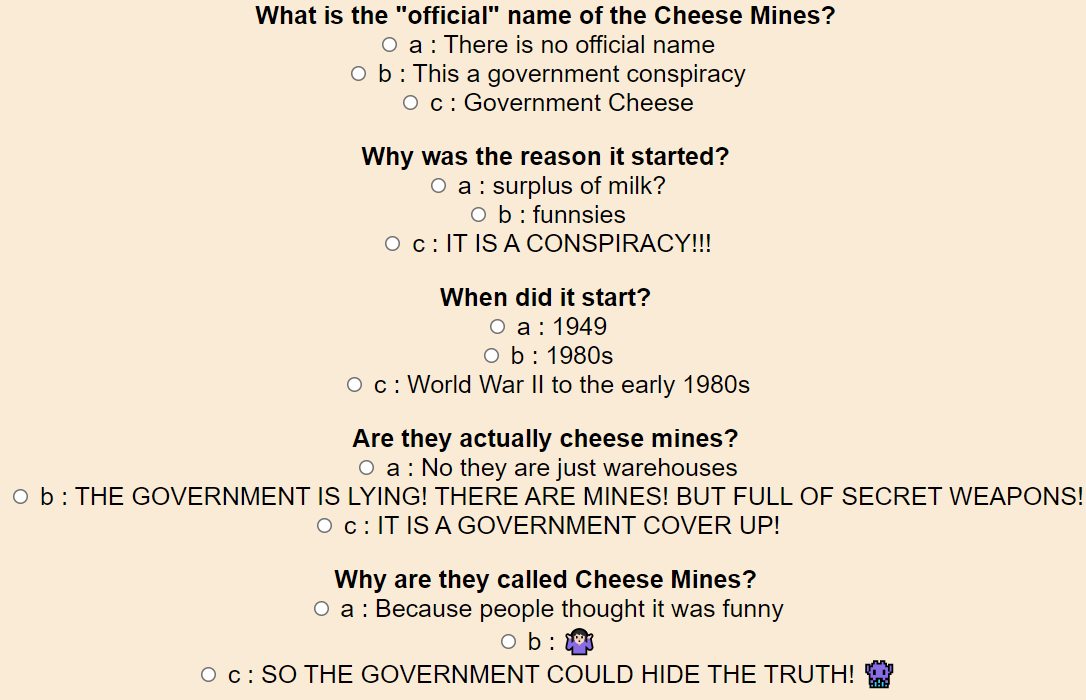 What is the "official" name of the Cheese Mines?
a : There is no official name
b : This a government conspiracy
c : Government Cheese
Why was the reason it started?
a : surplus of milk?
b : funnsies
c : IT IS A CONSPIRACY!!!
When did it start?
a : 1949
b : 1980s
c : World War II to the early 1980s
Are they actually cheese mines?
a : No they are just warehouses
b : THE GOVERNMENT IS LYING! THERE ARE MINES! BUT FULL OF SECRET WEAPONS!
c : IT IS A GOVERNMENT COVER UP!
Why are they called Cheese Mines?
a : Because people thought it was funny
b : 🤷🏻‍♀️
c : SO THE GOVERNMENT COULD HIDE THE TRUTH! 👾